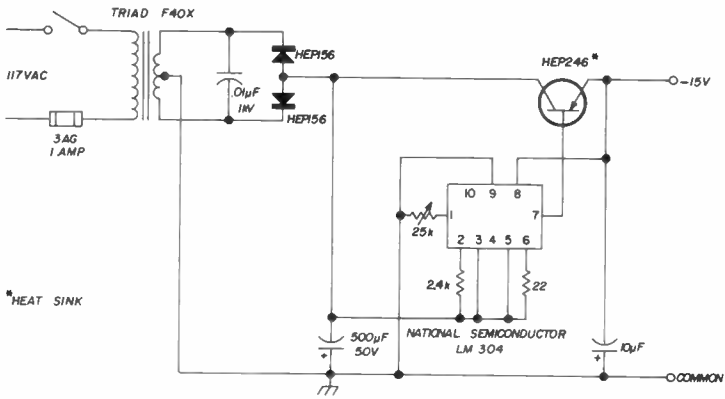 TRIAD F40X
HEP156
HEP246*
117VAC
.01µF
1kV
-15V
HEP156
3AG
1 AMP
10 9 8
1 7
25k
2 3 4 5 6
2.4k
22
*HEAT SINK
500µF
50V
+
NATIONAL SEMICONDUCTOR
LM 304
10µF
+
COMMON